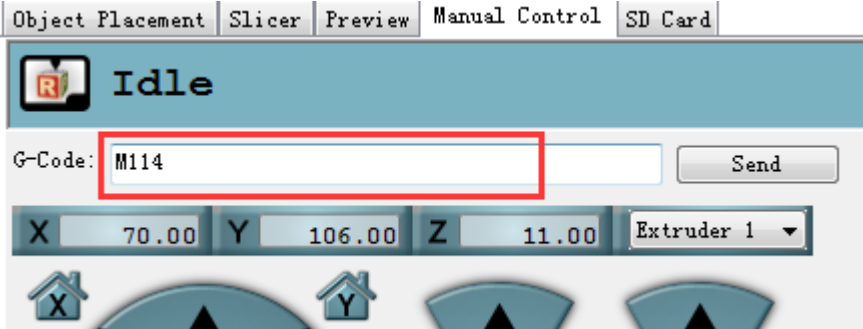 Object Placement Slicer Preview Manual Control SD Card
R Idle
G-Code: M114 Send
X 70.00 Y 106.00 Z 11.00 Extruder 1
X Y